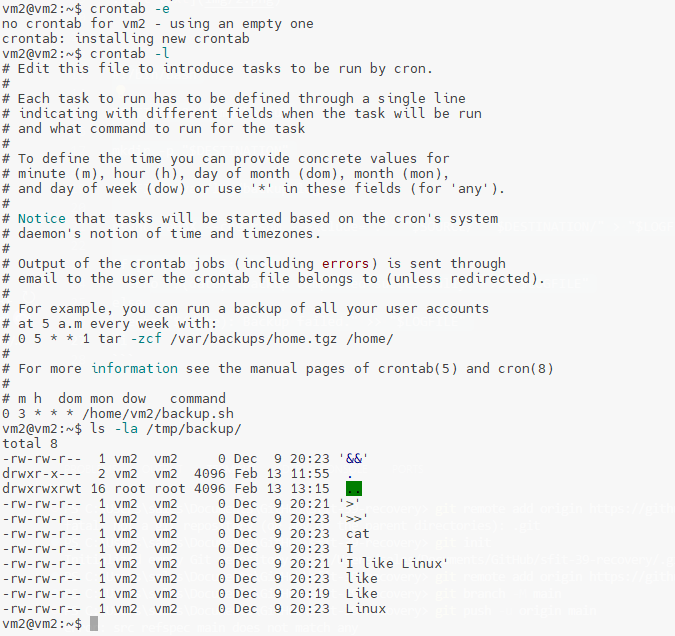 vm2@vm2:~$ crontab -e
no crontab for vm2 - using an empty one
crontab: installing new crontab
vm2@vm2:~$ crontab -l
# Edit this file to introduce tasks to be run by cron.
#
# Each task to run has to be defined through a single line
# indicating with different fields when the task will be run
# and what command to run for the task
#
# To define the time you can provide concrete values for
# minute (m), hour (h), day of month (dom), month (mon),
# and day of week (dow) or use '*' in these fields (for 'any').
#
# Notice that tasks will be started based on the cron's system
# daemon's notion of time and timezones.
#
# Output of the crontab jobs (including errors) is sent through
# email to the user the crontab file belongs to (unless redirected).
#
# For example, you can run a backup of all your user accounts
# at 5 a.m every week with:
# 0 5 * * 1 tar -zcf /var/backups/home.tgz /home/
#
# For more information see the manual pages of crontab(5) and cron(8)
#
# m h  dom mon dow   command
0 3 * * * /home/vm2/backup.sh
vm2@vm2:~$ ls -la /tmp/backup/
total 8
-rw-rw-r--  1 vm2  vm2     0 Dec  9 20:23 '&&'
drwxr-x---  2 vm2  vm2  4096 Feb 13 11:55  .
drwxrwxrwt 16 root root 4096 Feb 13 13:15  ..
-rw-rw-r--  1 vm2  vm2     0 Dec  9 20:21 '>'
-rw-rw-r--  1 vm2  vm2     0 Dec  9 20:23 '>>'
-rw-rw-r--  1 vm2  vm2     0 Dec  9 20:23  cat
-rw-rw-r--  1 vm2  vm2     0 Dec  9 20:23  I
-rw-rw-r--  1 vm2  vm2     0 Dec  9 20:21 'I like Linux'
-rw-rw-r--  1 vm2  vm2     0 Dec  9 20:23  like
-rw-rw-r--  1 vm2  vm2     0 Dec  9 20:19  Like
-rw-rw-r--  1 vm2  vm2     0 Dec  9 20:23  Linux
vm2@vm2:~$